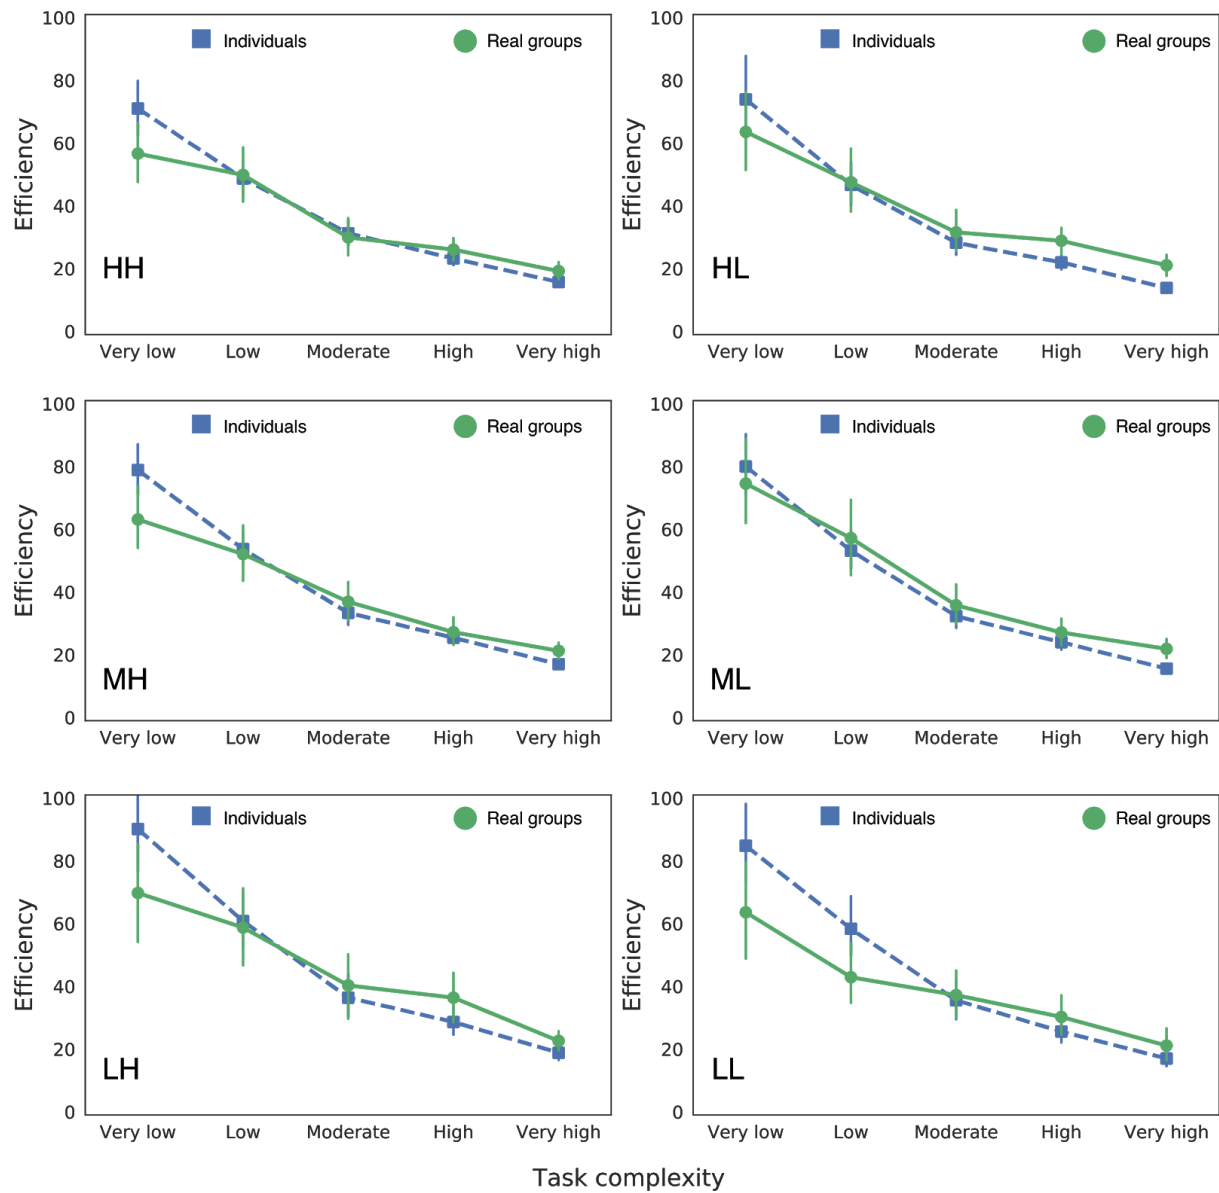 100
80
60
40
20
0
Efficiency
Individuals
Real groups
HH
Very low Low Moderate High Very high
100
80
60
40
20
0
Efficiency
Individuals
Real groups
HL
Very low Low Moderate High Very high
100
80
60
40
20
0
Efficiency
Individuals
Real groups
MH
Very low Low Moderate High Very high
100
80
60
40
20
0
Efficiency
Individuals
Real groups
ML
Very low Low Moderate High Very high
100
80
60
40
20
0
Efficiency
Individuals
Real groups
LH
Very low Low Moderate High Very high
100
80
60
40
20
0
Efficiency
Individuals
Real groups
LL
Very low Low Moderate High Very high
Task complexity